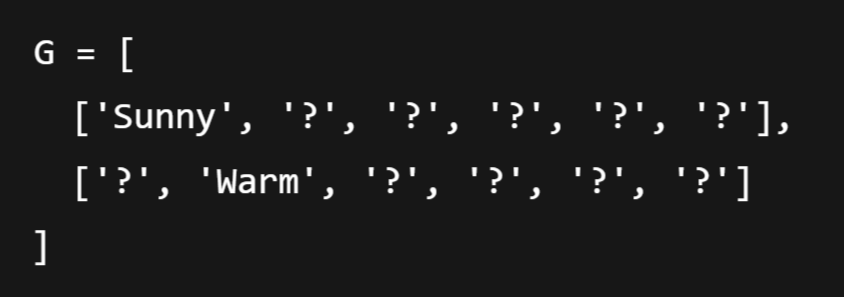 G = [
['Sunny', '?', '?', '?', '?', '?'],
['?', 'Warm', '?', '?', '?', '?']
]